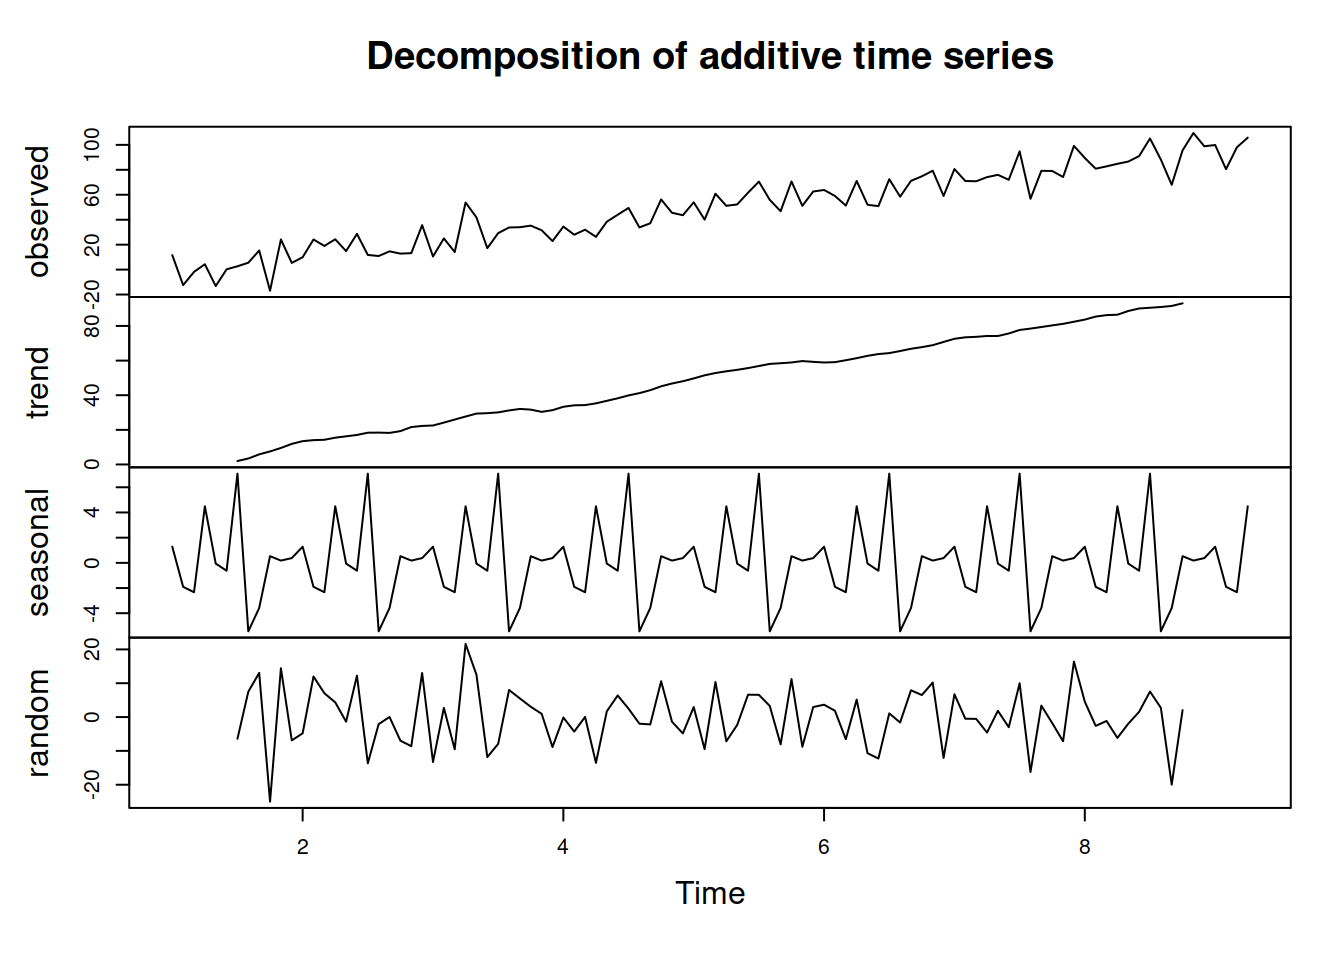 Decomposition of additive time series
observed
-20 20 60 100
trend
0 40 80
seasonal
-4 0 4
random
-20 0 20
2 4 6 8
Time